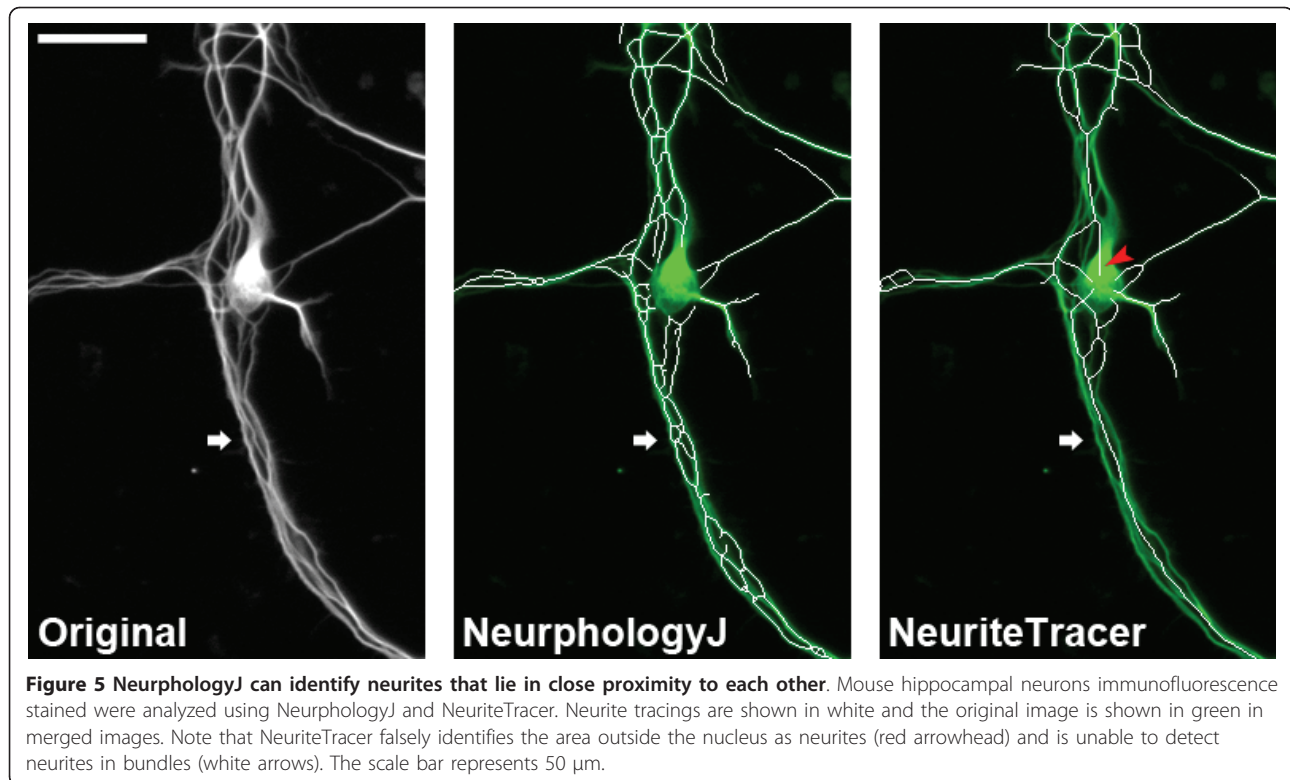 Original
NeurphologyJ
NeuriteTracer
Figure 5 NeurphologyJ can identify neurites that lie in close proximity to each other. Mouse hippocampal neurons immunofluorescence
stained were analyzed using NeurphologyJ and NeuriteTracer. Neurite tracings are shown in white and the original image is shown in green in
merged images. Note that NeuriteTracer falsely identifies the area outside the nucleus as neurites (red arrowhead) and is unable to detect
neurites in bundles (white arrows). The scale bar represents 50 μm.